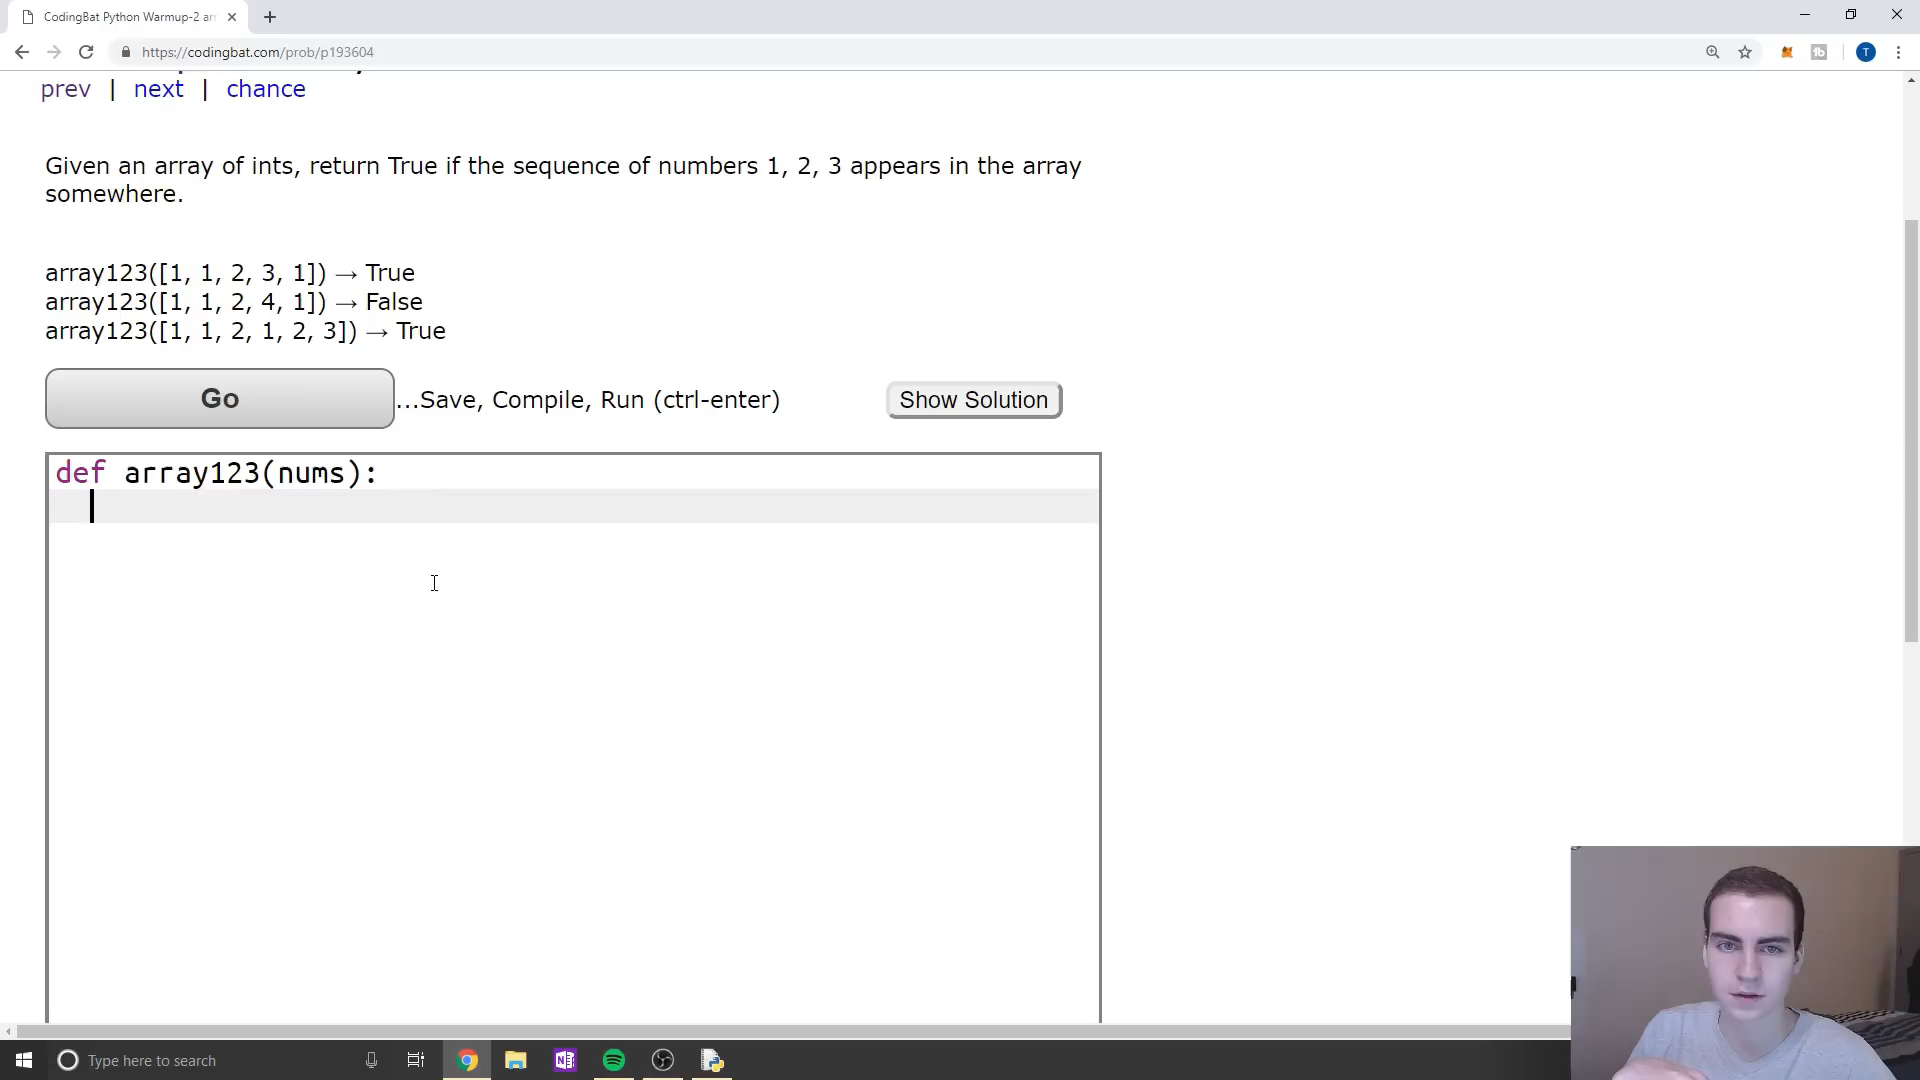 CodingBat Python Warmup-2 arr
https://codingbat.com/prob/p193604
T
prev | next | chance
Given an array of ints, return True if the sequence of numbers 1, 2, 3 appears in the array
somewhere.
array123([1, 1, 2, 3, 1]) → True
array123([1, 1, 2, 4, 1]) → False
array123([1, 1, 2, 1, 2, 3]) → True
Go
...Save, Compile, Run (ctrl-enter)
Show Solution
def array123(nums):
Type here to search